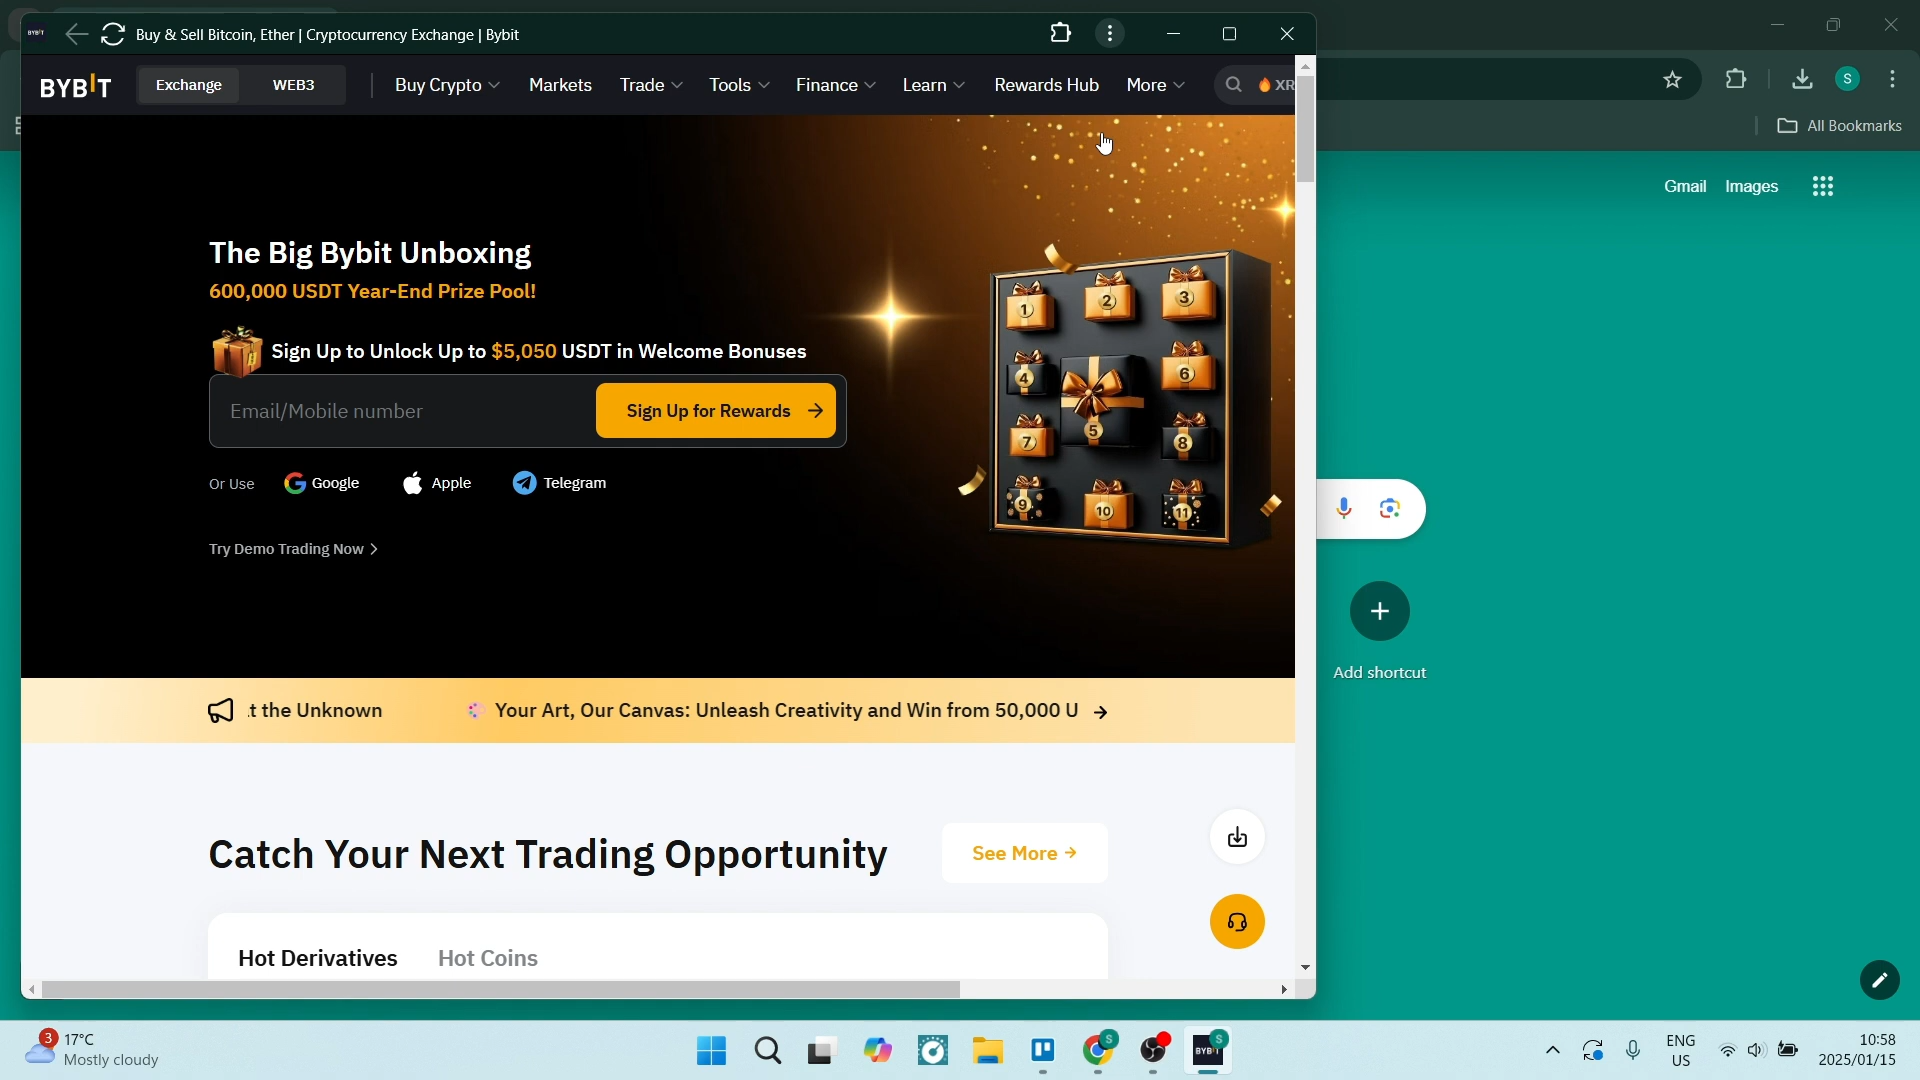 BYBIT
Buy & Sell Bitcoin, Ether | Cryptocurrency Exchange | Bybit
BYBIT Exchange WEB3 Buy Crypto Markets Trade Tools Finance Learn Rewards Hub More XR
All Bookmarks
S
Gmail Images
The Big Bybit Unboxing
600,000 USDT Year-End Prize Pool!
Sign Up to Unlock Up to $5,050 USDT in Welcome Bonuses
Email/Mobile number Sign Up for Rewards
Or Use Google Apple Telegram
Try Demo Trading Now
1 2 3
4 5 6
7 8
9 10 11
Add shortcut
t the Unknown Your Art, Our Canvas: Unleash Creativity and Win from 50,000 U
Catch Your Next Trading Opportunity See More
Hot Derivatives Hot Coins
3 17°C
Mostly cloudy
S
S
BYBIT
ENG
US
10:58
2025/01/15